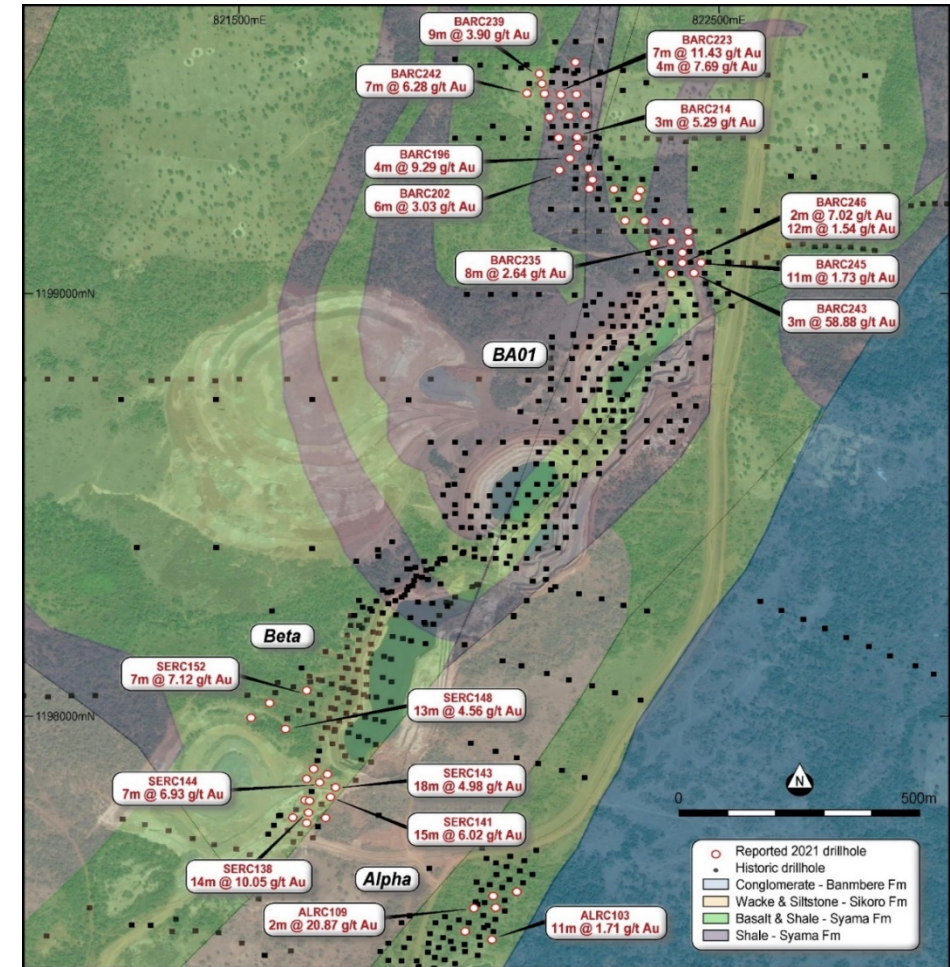 821500mE
822500mE
BARC239
9m @ 3.90 g/t Au
BARC223
7m @ 11.43 g/t Au
4m @ 7.69 g/t Au
BARC242
7m @ 6.28 g/t Au
BARC214
3m @ 5.29 g/t Au
BARC196
4m @ 9.29 g/t Au
BARC202
6m @ 3.03 g/t Au
BARC246
2m @ 7.02 g/t Au
12m @ 1.54 g/t Au
BARC235
8m @ 2.64 g/t Au
BARC245
11m @ 1.73 g/t Au
1199000mN
BARC243
3m @ 58.88 g/t Au
BA01
Beta
SERC152
7m @ 7.12 g/t Au
SERC148
13m @ 4.56 g/t Au
1198000mN
SERC144
7m @ 6.93 g/t Au
SERC143
18m @ 4.98 g/t Au
SERC141
15m @ 6.02 g/t Au
SERC138
14m @ 10.05 g/t Au
Alpha
ALRC109
2m @ 20.87 g/t Au
ALRC103
11m @ 1.71 g/t Au
N
0 500m
Reported 2021 drillhole
Historic drillhole
Conglomerate - Banmbere Fm
Wacke & Siltstone - Sikoro Fm
Basalt & Shale - Syama Fm
Shale - Syama Fm